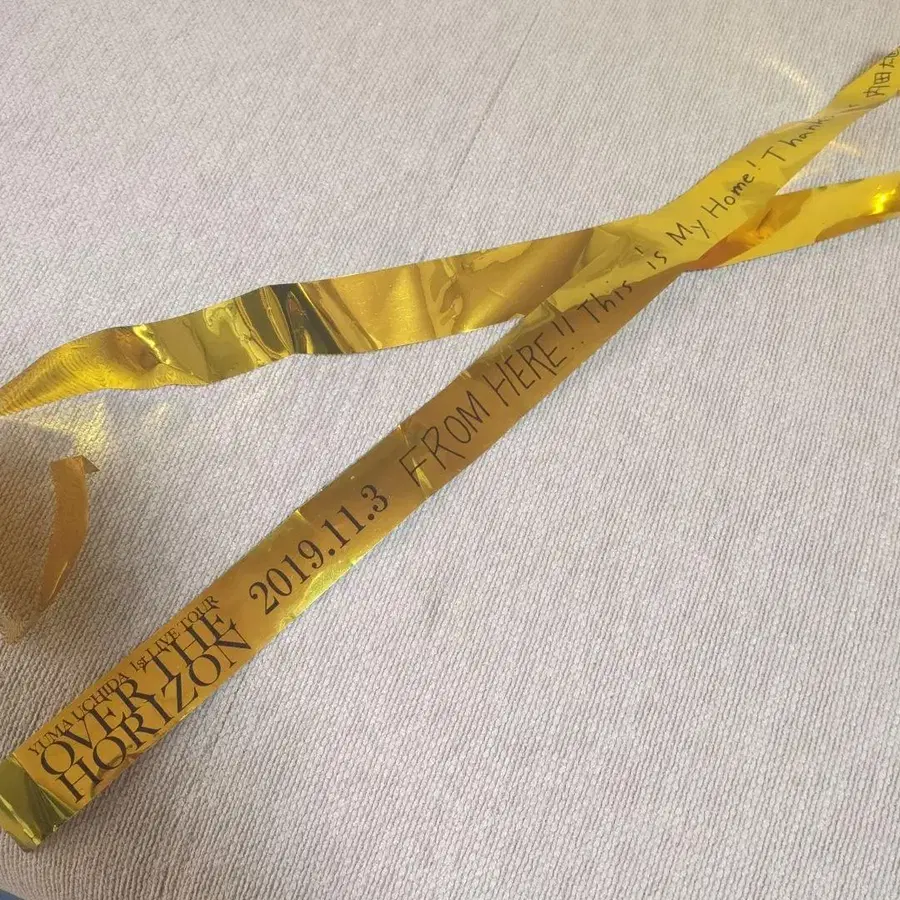 YUMA UCHIDA 1st LIVE TOUR
OVER THE
HORIZON
2019.11.3
FROM HERE!! This is My Home! Thank 内田